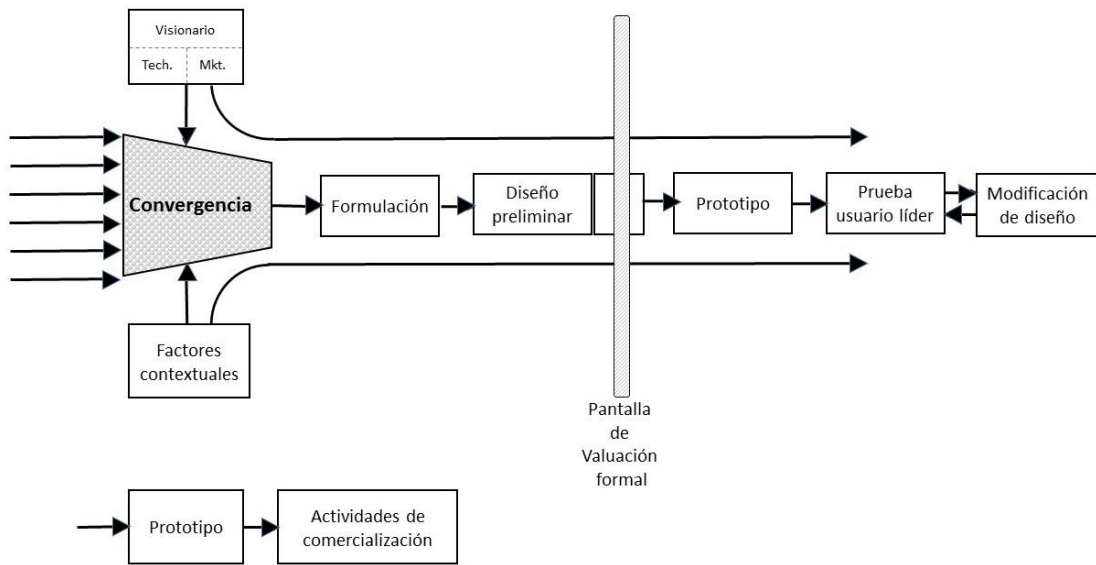 Visionario
Tech. Mkt.
Convergencia
Formulación
Diseño
preliminar
Prototipo
Prueba
usuario líder
Modificación
de diseño
Factores
contextuales
Pantalla
de
Valuación
formal
Prototipo
Actividades de
comercialización